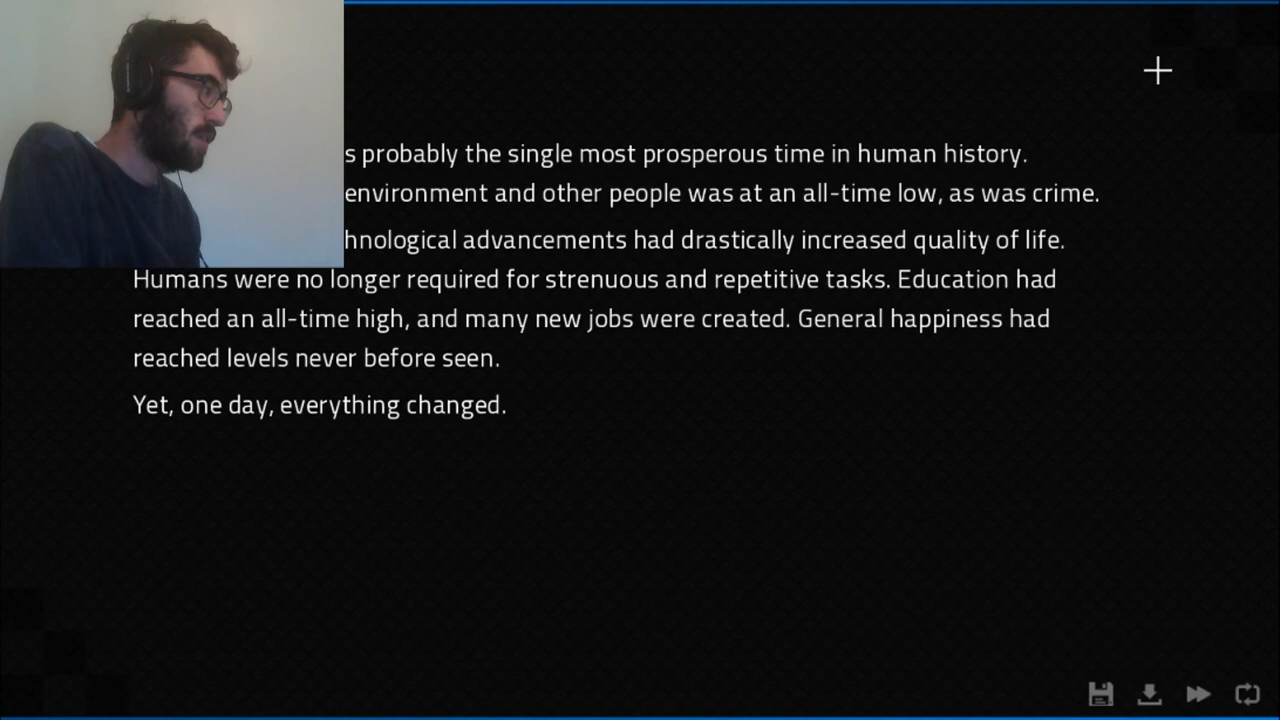 s probably the single most prosperous time in human history.
environment and other people was at an all-time low, as was crime.
hnological advancements had drastically increased quality of life.
Humans were no longer required for strenuous and repetitive tasks. Education had
reached an all-time high, and many new jobs were created. General happiness had
reached levels never before seen.
Yet, one day, everything changed.